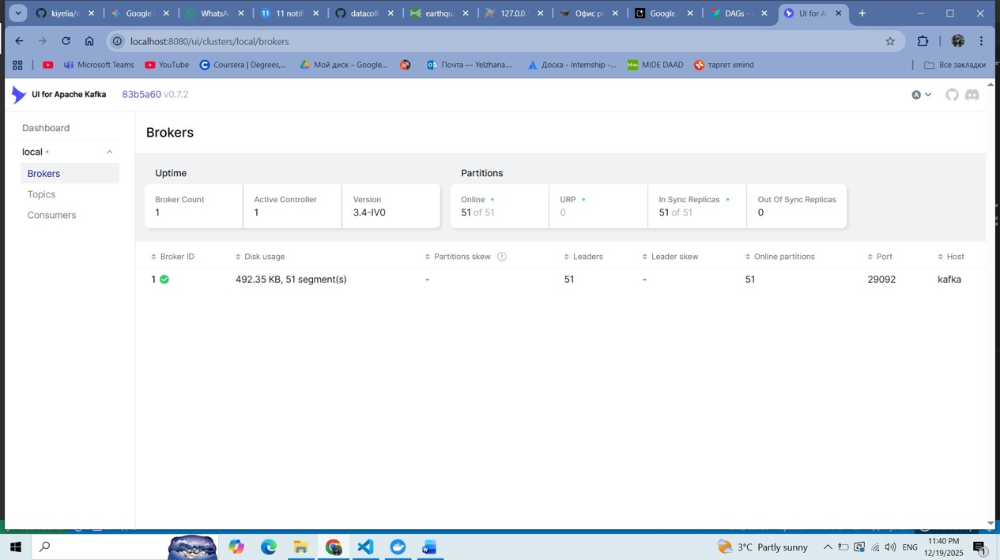 kiyelia/d
Google
WhatsA
11 notifi
datacoll
earthqu
127.0.0.
Офис р
Google
DAGs -
UI for A
localhost:8080/ui/clusters/local/brokers
Microsoft Teams
YouTube
Coursera | Degrees,...
Мой диск – Google...
Почта — Yelzhana....
Доска - Internship -...
MIDE DAAD
таргет xmind
Все закладки
UI for Apache Kafka
83b5a60 v0.7.2
A
Dashboard
local
Brokers
Topics
Consumers
Brokers
Uptime
Partitions
Broker Count
Active Controller
Version
Online
URP
In Sync Replicas
Out Of Sync Replicas
1
1
3.4-IV0
51 of 51
0
51 of 51
0
Broker ID
Disk usage
Partitions skew
Leaders
Leader skew
Online partitions
Port
Host
1
492.35 KB, 51 segment(s)
-
51
-
51
29092
kafka
3°C Partly sunny
ENG
11:40 PM
12/19/2025
1